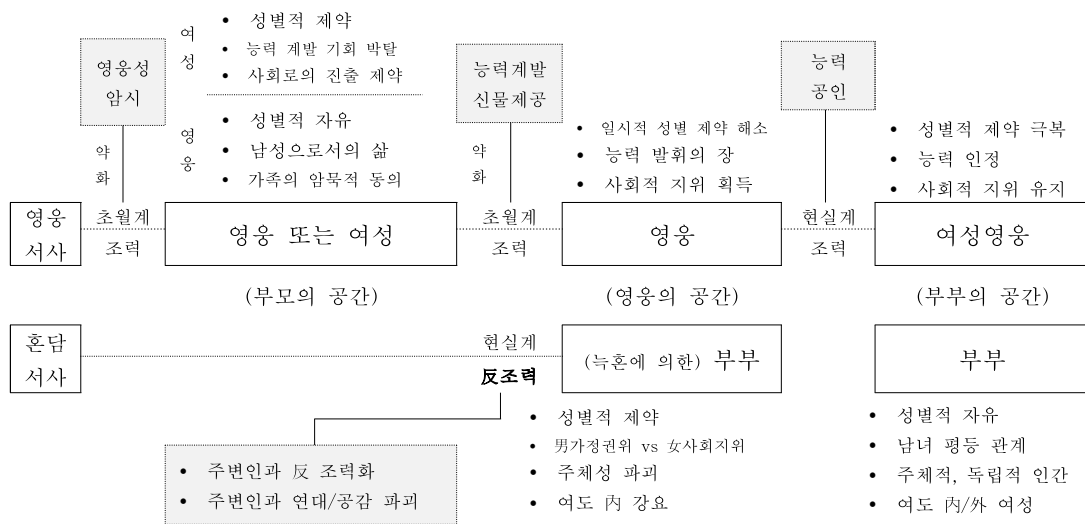 영웅성
암시
여
성
• 성별적 제약
• 능력 계발 기회 박탈
• 사회로의 진출 제약
영
웅
• 성별적 자유
• 남성으로서의 삶
• 가족의 암묵적 동의
약
화
능력계발
신물제공
약
화
• 일시적 성별 제약 해소
• 능력 발휘의 장
• 사회적 지위 획득
능력
공인
• 성별적 제약 극복
• 능력 인정
• 사회적 지위 유지
영웅
서사
초월계
조력
영웅 또는 여성
초월계
조력
영웅
현실계
조력
여성영웅
(부모의 공간)
(영웅의 공간)
(부부의 공간)
혼담
서사
현실계
反조력
(늑혼에 의한) 부부
부부
• 주변인과 反 조력화
• 주변인과 연대/공감 파괴
• 성별적 제약
• 男가정권위 vs 女사회지위
• 주체성 파괴
• 여도 內 강요
• 성별적 자유
• 남녀 평등 관계
• 주체적, 독립적 인간
• 여도 內/外 여성